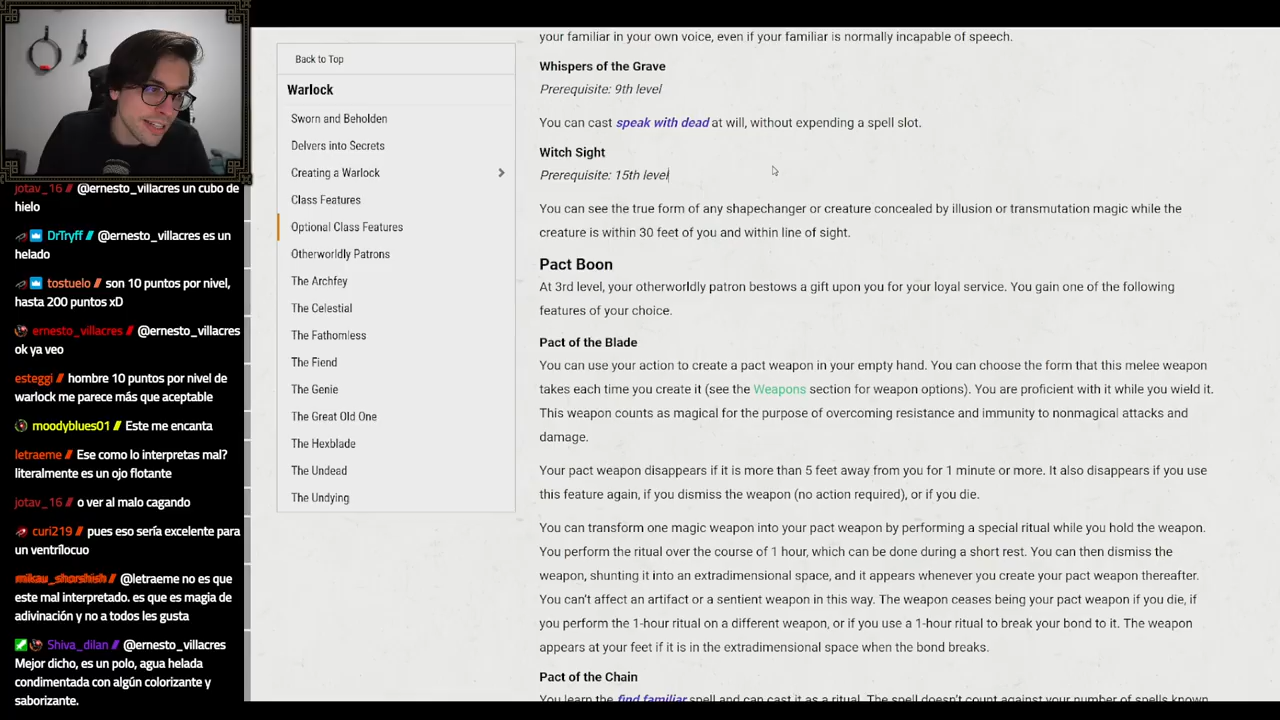 jotav_16 // @ernesto_villacres un cubo de
hielo
DrTryff // @ernesto_villacres es un
helado
tostuelo // son 10 puntos por nivel,
hasta 200 puntos xD
ernesto_villacres // @ernesto_villacres
ok ya veo
esteggi // hombre 10 puntos por nivel de
warlock me parece más que aceptable
moodyblues01 // Este me encanta
letraeme // Ese como lo interpretas mal?
literalmente es un ojo flotante
jotav_16 // o ver al malo cagando
curi219 // pues eso sería excelente para
un ventrílocuo
mikau_shorshish // @letraeme no es que
este mal interpretado. es que es magia de
adivinación y no a todos les gusta
Shiva_dilan // @ernesto_villacres
Mejor dicho, es un polo, agua helada
condimentada con algún colorizante y
saborizante.
Back to Top
Warlock
Sworn and Beholden
Delvers into Secrets
Creating a Warlock
Class Features
Optional Class Features
Otherworldly Patrons
The Archfey
The Celestial
The Fathomless
The Fiend
The Genie
The Great Old One
The Hexblade
The Undead
The Undying
your familiar in your own voice, even if your familiar is normally incapable of speech.
Whispers of the Grave
Prerequisite: 9th level
You can cast speak with dead at will, without expending a spell slot.
Witch Sight
Prerequisite: 15th level
You can see the true form of any shapechanger or creature concealed by illusion or transmutation magic while the
creature is within 30 feet of you and within line of sight.
Pact Boon
At 3rd level, your otherworldly patron bestows a gift upon you for your loyal service. You gain one of the following
features of your choice.
Pact of the Blade
You can use your action to create a pact weapon in your empty hand. You can choose the form that this melee weapon
takes each time you create it (see the Weapons section for weapon options). You are proficient with it while you wield it.
This weapon counts as magical for the purpose of overcoming resistance and immunity to nonmagical attacks and
damage.
Your pact weapon disappears if it is more than 5 feet away from you for 1 minute or more. It also disappears if you use
this feature again, if you dismiss the weapon (no action required), or if you die.
You can transform one magic weapon into your pact weapon by performing a special ritual while you hold the weapon.
You perform the ritual over the course of 1 hour, which can be done during a short rest. You can then dismiss the
weapon, shunting it into an extradimensional space, and it appears whenever you create your pact weapon thereafter.
You can't affect an artifact or a sentient weapon in this way. The weapon ceases being your pact weapon if you die, if
you perform the 1-hour ritual on a different weapon, or if you use a 1-hour ritual to break your bond to it. The weapon
appears at your feet if it is in the extradimensional space when the bond breaks.
Pact of the Chain
You learn the find familiar spell and can cast it as a ritual. The spell doesn't count against your number of spells known